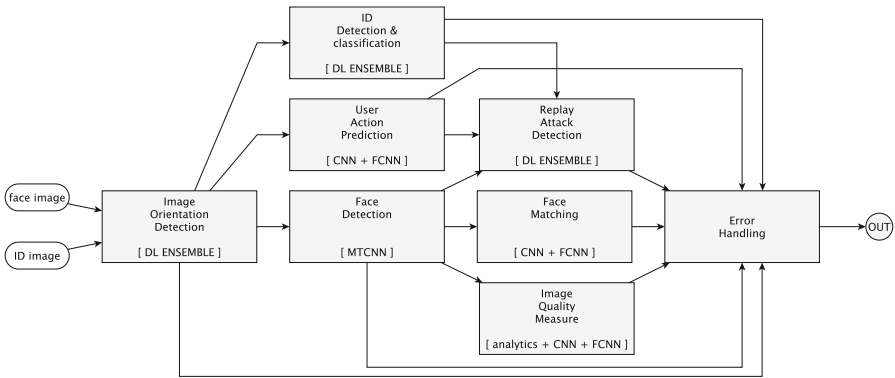 ID
Detection &
classification
[ DL ENSEMBLE ]
User
Action
Prediction
[ CNN + FCNN ]
Replay
Attack
Detection
[ DL ENSEMBLE ]
face image
ID image
Image
Orientation
Detection
[ DL ENSEMBLE ]
Face
Detection
[ MTCNN ]
Face
Matching
[ CNN + FCNN ]
Error
Handling
OUT
Image
Quality
Measure
[ analytics + CNN + FCNN ]